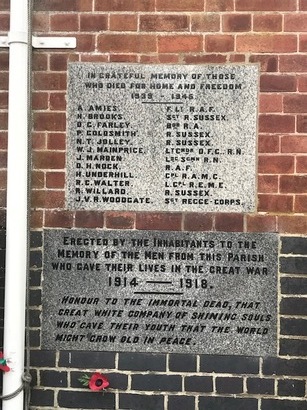 IN GRATEFUL MEMORY OF THOSE
WHO DIED FOR HOME AND FREEDOM
1939 — 1945.
A. AMIES. F. LT R.A.F.
H. BROOKS. SGT R. SUSSEX.
D. C. FARLEY. BDR R.A.
P. GOLDSMITH. R. SUSSEX.
N. T. JOLLEY. R. SUSSEX.
W. J. MAINPRICE. LTCMDR D.F.C., R.N.
J. MARDEN. R.N.
D. H. NOCK. R.A.F.
H. UNDERHILL. CPL R.A.M.C.
R. C. WALTER. L.CPL R.E.M.E.
R. WILLARD. R. SUSSEX.
J. V. R. WOODGATE. SGT RECCE-CORPS.
ERECTED BY THE INHABITANTS TO THE
MEMORY OF THE MEN FROM THIS PARISH
WHO GAVE THEIR LIVES IN THE GREAT WAR
1914 — 1918.
HONOUR TO THE IMMORTAL DEAD, THAT
GREAT WHITE COMPANY OF SHINING SOULS
WHO GAVE THEIR YOUTH THAT THE WORLD
MIGHT GROW OLD IN PEACE.